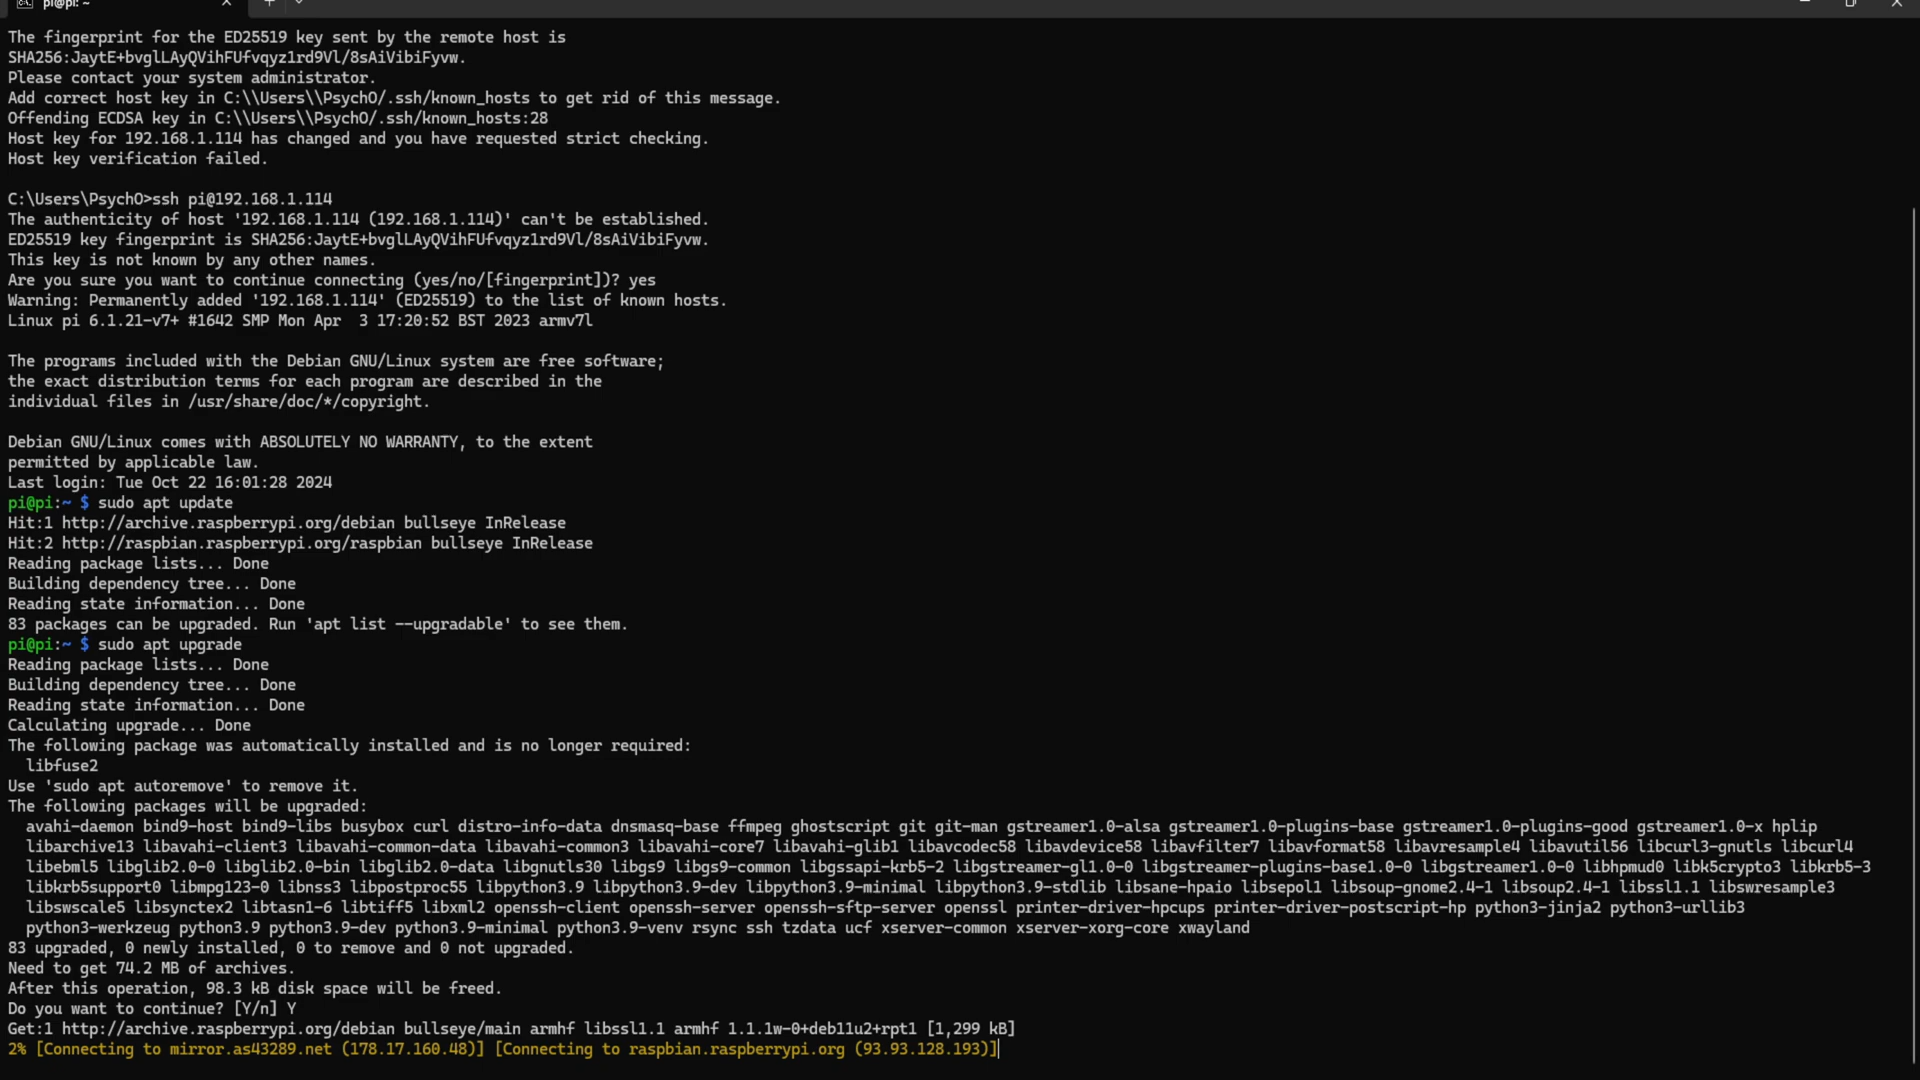 pi@pi: ~
The fingerprint for the ED25519 key sent by the remote host is
SHA256:JaytE+bvglLAyQVihFUfvqyz1rd9Vl/8sAiVibiFyvw.
Please contact your system administrator.
Add correct host key in C:\\Users\\PsychO/.ssh/known_hosts to get rid of this message.
Offending ECDSA key in C:\\Users\\PsychO/.ssh/known_hosts:28
Host key for 192.168.1.114 has changed and you have requested strict checking.
Host key verification failed.
C:\Users\PsychO>ssh pi@192.168.1.114
The authenticity of host '192.168.1.114 (192.168.1.114)' can't be established.
ED25519 key fingerprint is SHA256:JaytE+bvglLAyQVihFUfvqyz1rd9Vl/8sAiVibiFyvw.
This key is not known by any other names.
Are you sure you want to continue connecting (yes/no/[fingerprint])? yes
Warning: Permanently added '192.168.1.114' (ED25519) to the list of known hosts.
Linux pi 6.1.21-v7+ #1642 SMP Mon Apr  3 17:20:52 BST 2023 armv7l
The programs included with the Debian GNU/Linux system are free software;
the exact distribution terms for each program are described in the
individual files in /usr/share/doc/*/copyright.
Debian GNU/Linux comes with ABSOLUTELY NO WARRANTY, to the extent
permitted by applicable law.
Last login: Tue Oct 22 16:01:28 2024
pi@pi:~ $ sudo apt update
Hit:1 http://archive.raspberrypi.org/debian bullseye InRelease
Hit:2 http://raspbian.raspberrypi.org/raspbian bullseye InRelease
Reading package lists... Done
Building dependency tree... Done
Reading state information... Done
83 packages can be upgraded. Run 'apt list --upgradable' to see them.
pi@pi:~ $ sudo apt upgrade
Reading package lists... Done
Building dependency tree... Done
Reading state information... Done
Calculating upgrade... Done
The following package was automatically installed and is no longer required:
libfuse2
Use 'sudo apt autoremove' to remove it.
The following packages will be upgraded:
avahi-daemon bind9-host bind9-libs busybox curl distro-info-data dnsmasq-base ffmpeg ghostscript git git-man gstreamer1.0-alsa gstreamer1.0-plugins-base gstreamer1.0-plugins-good gstreamer1.0-x hplip
libarchive13 libavahi-client3 libavahi-common-data libavahi-common3 libavahi-core7 libavahi-glib1 libavcodec58 libavdevice58 libavfilter7 libavformat58 libavresample4 libavutil56 libcurl3-gnutls libcurl4
libebml5 libglib2.0-0 libglib2.0-bin libglib2.0-data libgnutls30 libgs9 libgs9-common libgssapi-krb5-2 libgstreamer-gl1.0-0 libgstreamer-plugins-base1.0-0 libgstreamer1.0-0 libhpmud0 libk5crypto3 libkrb5-3
libkrb5support0 libmpg123-0 libnss3 libpostproc55 libpython3.9 libpython3.9-dev libpython3.9-minimal libpython3.9-stdlib libsane-hpaio libsepol1 libsoup-gnome2.4-1 libsoup2.4-1 libssl1.1 libswresample3
libswscale5 libsynctex2 libtasn1-6 libtiff5 libxml2 openssh-client openssh-server openssh-sftp-server openssl printer-driver-hpcups printer-driver-postscript-hp python3-jinja2 python3-urllib3
python3-werkzeug python3.9 python3.9-dev python3.9-minimal python3.9-venv rsync ssh tzdata ucf xserver-common xserver-xorg-core xwayland
83 upgraded, 0 newly installed, 0 to remove and 0 not upgraded.
Need to get 74.2 MB of archives.
After this operation, 98.3 kB disk space will be freed.
Do you want to continue? [Y/n] Y
Get:1 http://archive.raspberrypi.org/debian bullseye/main armhf libssl1.1 armhf 1.1.1w-0+deb11u2+rpt1 [1,299 kB]
2% [Connecting to mirror.as43289.net (178.17.160.48)] [Connecting to raspbian.raspberrypi.org (93.93.128.193)]